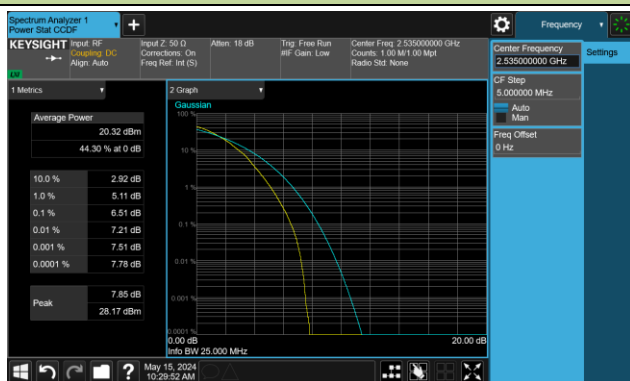 Spectrum Analyzer 1
Power Stat CCDF
+
Frequency
KEYSIGHT
Input: RF
Coupling: DC
Align: Auto
Input Z: 50 Ω
Corrections: On
Freq Ref: Int (S)
Atten: 18 dB
Trig: Free Run
#IF Gain: Low
Center Freq: 2.535000000 GHz
Counts: 1.00 M/1.00 Mpt
Radio Std: None
Center Frequency
2.535000000 GHz
Settings
CF Step
5.000000 MHz
Auto
Man
Freq Offset
0 Hz
1 Metrics
Average Power
20.32 dBm
44.30 % at 0 dB
10.0 % 2.92 dB
1.0 % 5.11 dB
0.1 % 6.51 dB
0.01 % 7.21 dB
0.001 % 7.51 dB
0.0001 % 7.78 dB
Peak 7.85 dB
28.17 dBm
2 Graph
Gaussian
100 %
10 %
1 %
0.1 %
0.01 %
0.001 %
0.0001 %
0.00 dB 20.00 dB
Info BW 25.000 MHz
?
May 15, 2024
10:29:52 AM